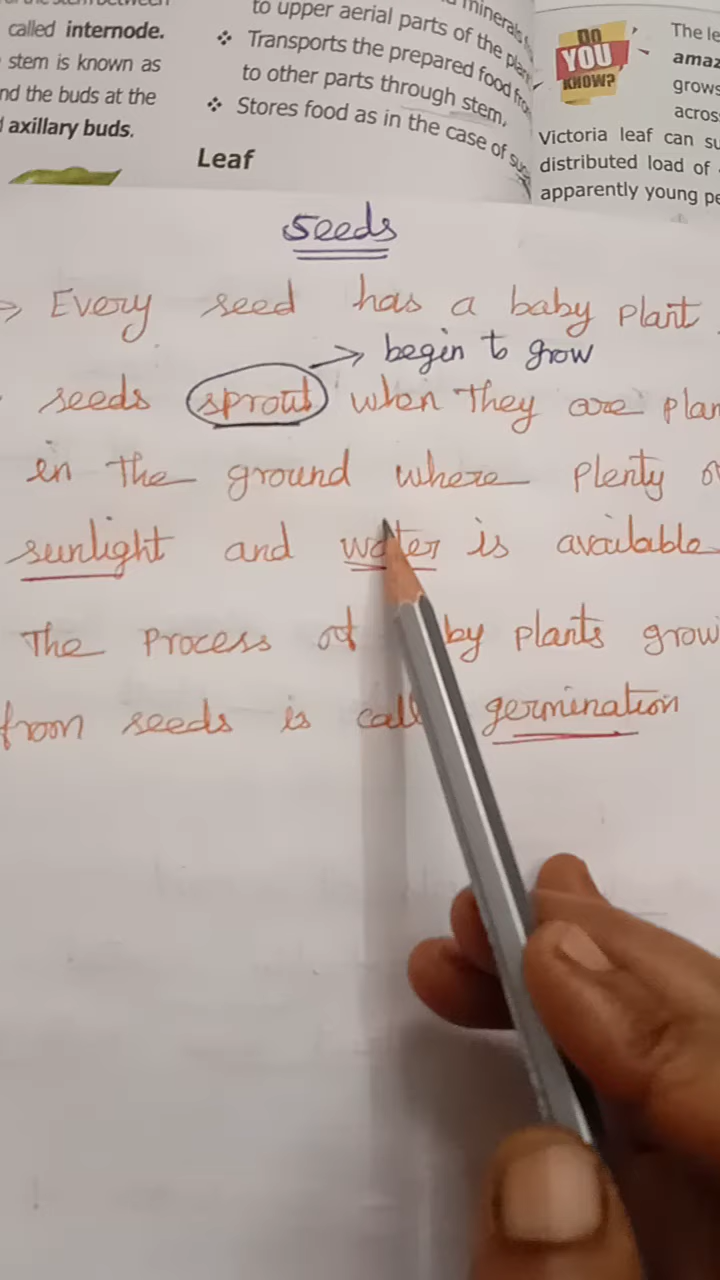 called internode.
stem is known as
nd the buds at the
axillary buds.
to upper aerial parts of the
❖ Transports the prepared food
to other parts through stem.
❖ Stores food as in the case of
Leaf
DO
YOU
KNOW?
The le
amaz
grows
acros
Victoria leaf can su
distributed load of
apparently young pe
Seeds
→ Every seed has a baby plant
→ begin to grow
seeds sprout when they are plan
in the ground where plenty of
sunlight and water is available
The process of by plants grow
from seeds is call germination